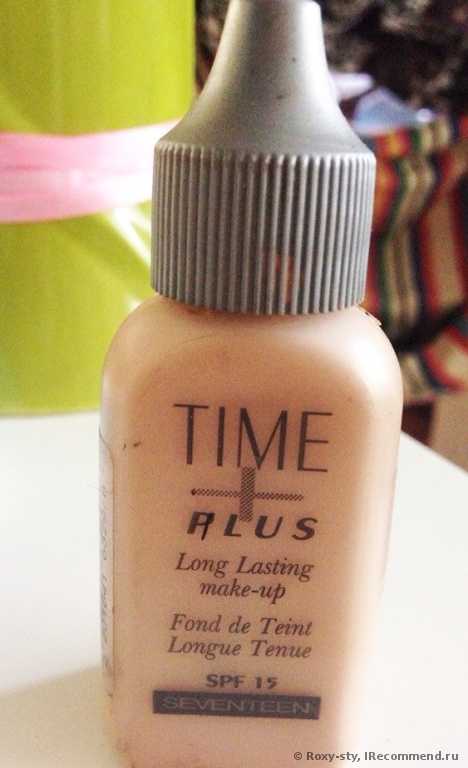 TIME
PLUS
Long Lasting
make-up
Fond de Teint
Longue Tenue
SPF 15
SEVENTEEN
© Roxy-sty, IRecommend.ru